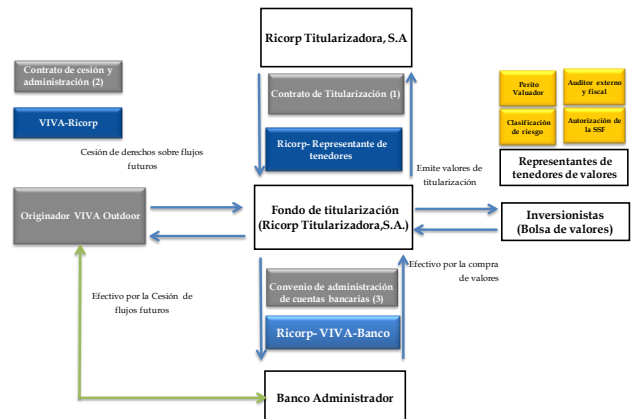 Ricorp Titularizadora, S.A
Contrato de cesión y
administración (2)
VIVA-Ricorp
Cesión de derechos sobre flujos
futuros
Contrato de Titularización (1)
Ricorp- Representante de
tenedores
Emite valores de
titularización
Perito
Valuador
Auditor externo
y fiscal
Clasificación
de riesgo
Autorización de
la SSF
Representantes de
tenedores de valores
Originador VIVA Outdoor
Fondo de titularización
(Ricorp Titularizadora,S.A.)
Inversionistas
(Bolsa de valores)
Efectivo por la Cesión de
flujos futuros
Convenio de administración
de cuentas bancarias (3)
Efectivo por la compra
de valores
Ricorp- VIVA-Banco
Banco Administrador